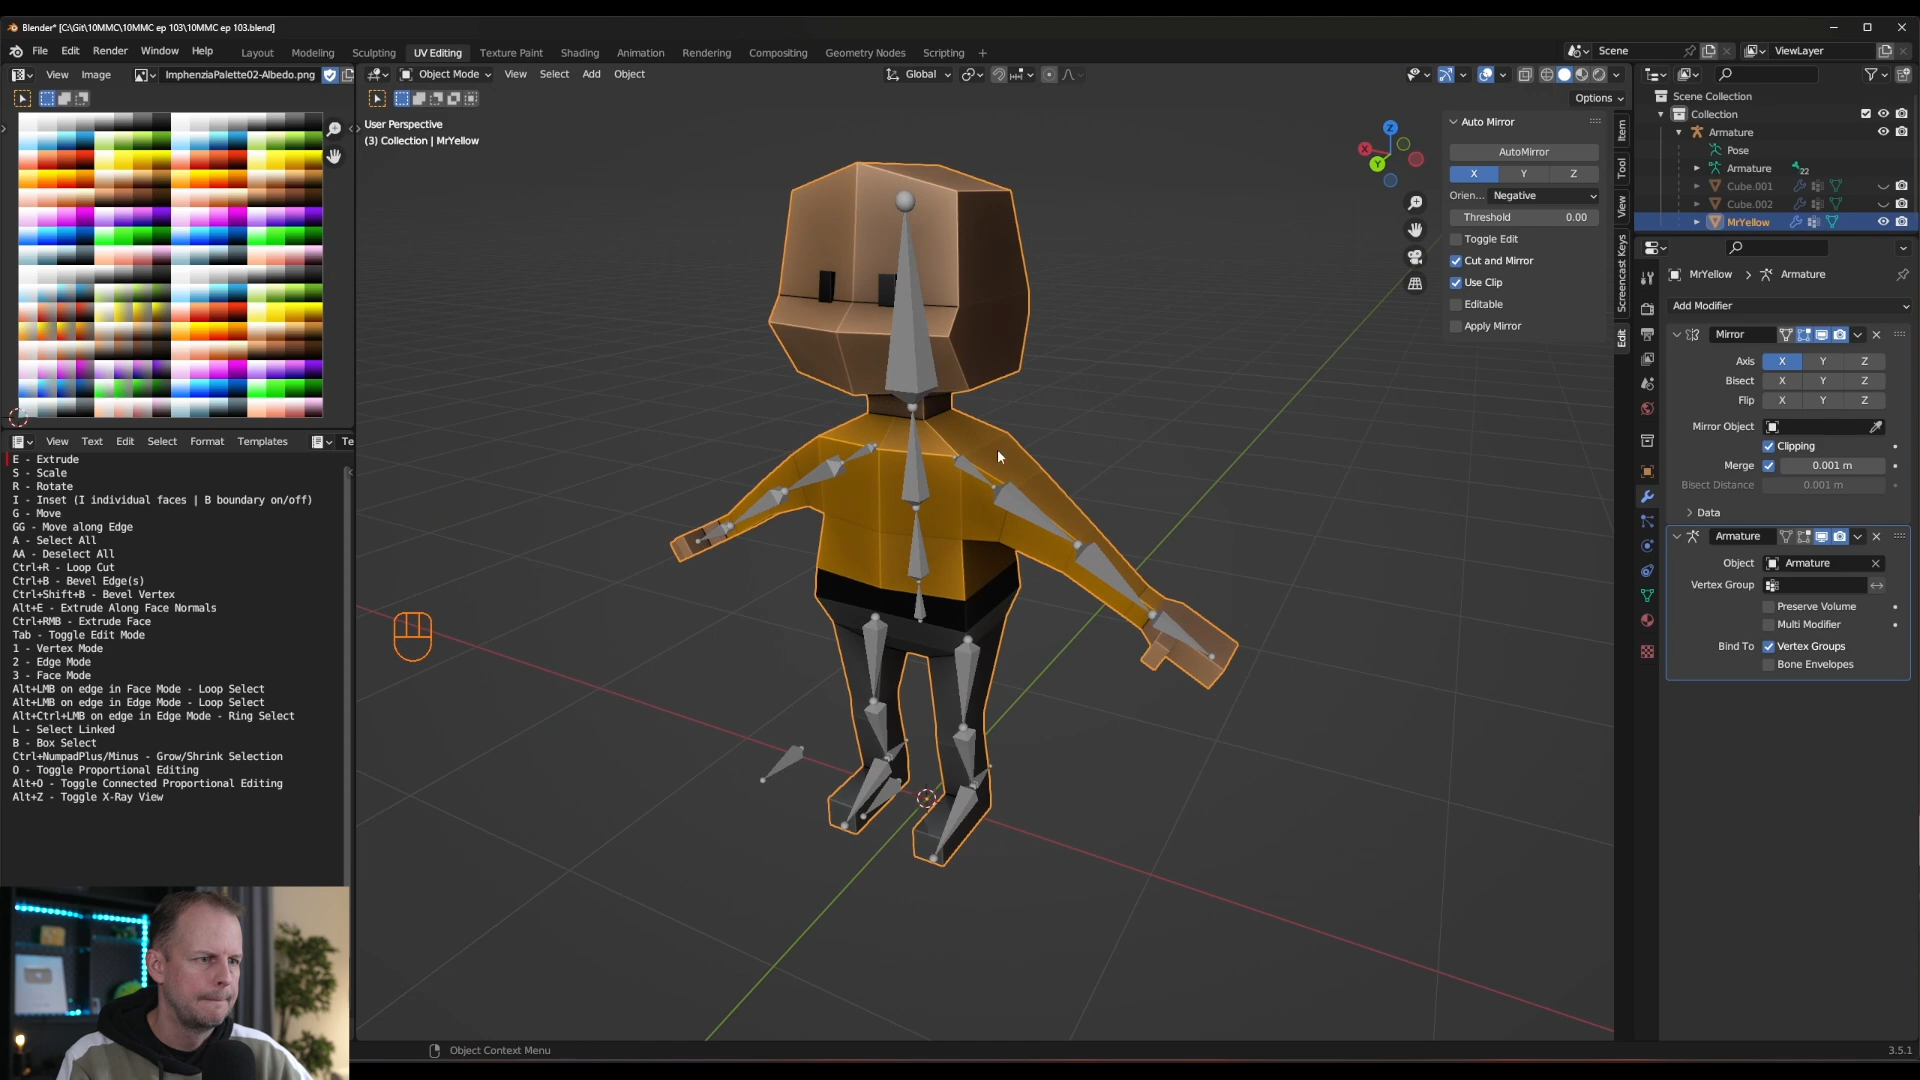 Blender* [C:\Git\10MMC\10MMC ep 103\10MMC ep 103.blend]
File Edit Render Window Help
Layout Modeling Sculpting UV Editing Texture Paint Shading Animation Rendering Compositing Geometry Nodes Scripting +
Scene
ViewLayer
View Image ImphenziaPalette02-Albedo.png
Object Mode View Select Add Object
Global
Options
User Perspective
(3) Collection | MrYellow
Z
X
Y
Auto Mirror
AutoMirror
X Y Z
Orien... Negative
Threshold 0.00
Toggle Edit
Cut and Mirror
Use Clip
Editable
Apply Mirror
Item
Tool
View
Screencast Keys
Edit
Scene Collection
Collection
Armature
Pose
Armature 22
Cube.001
Cube.002
MrYellow
MrYellow > Armature
Add Modifier
Mirror
Axis X Y Z
Bisect X Y Z
Flip X Y Z
Mirror Object
Clipping
Merge 0.001 m
Bisect Distance 0.001 m
Data
Armature
Object Armature
Vertex Group
Preserve Volume
Multi Modifier
Bind To Vertex Groups
Bone Envelopes
View Text Edit Select Format Templates Te
E - Extrude
S - Scale
R - Rotate
I - Inset (I individual faces | B boundary on/off)
G - Move
GG - Move along Edge
A - Select All
AA - Deselect All
Ctrl+R - Loop Cut
Ctrl+B - Bevel Edge(s)
Ctrl+Shift+B - Bevel Vertex
Alt+E - Extrude Along Face Normals
Ctrl+RMB - Extrude Face
Tab - Toggle Edit Mode
1 - Vertex Mode
2 - Edge Mode
3 - Face Mode
Alt+LMB on edge in Face Mode - Loop Select
Alt+LMB on edge in Edge Mode - Loop Select
Alt+Ctrl+LMB on edge in Edge Mode - Ring Select
L - Select Linked
B - Box Select
Ctrl+NumpadPlus/Minus - Grow/Shrink Selection
O - Toggle Proportional Editing
Alt+O - Toggle Connected Proportional Editing
Alt+Z - Toggle X-Ray View
Object Context Menu
3.5.1